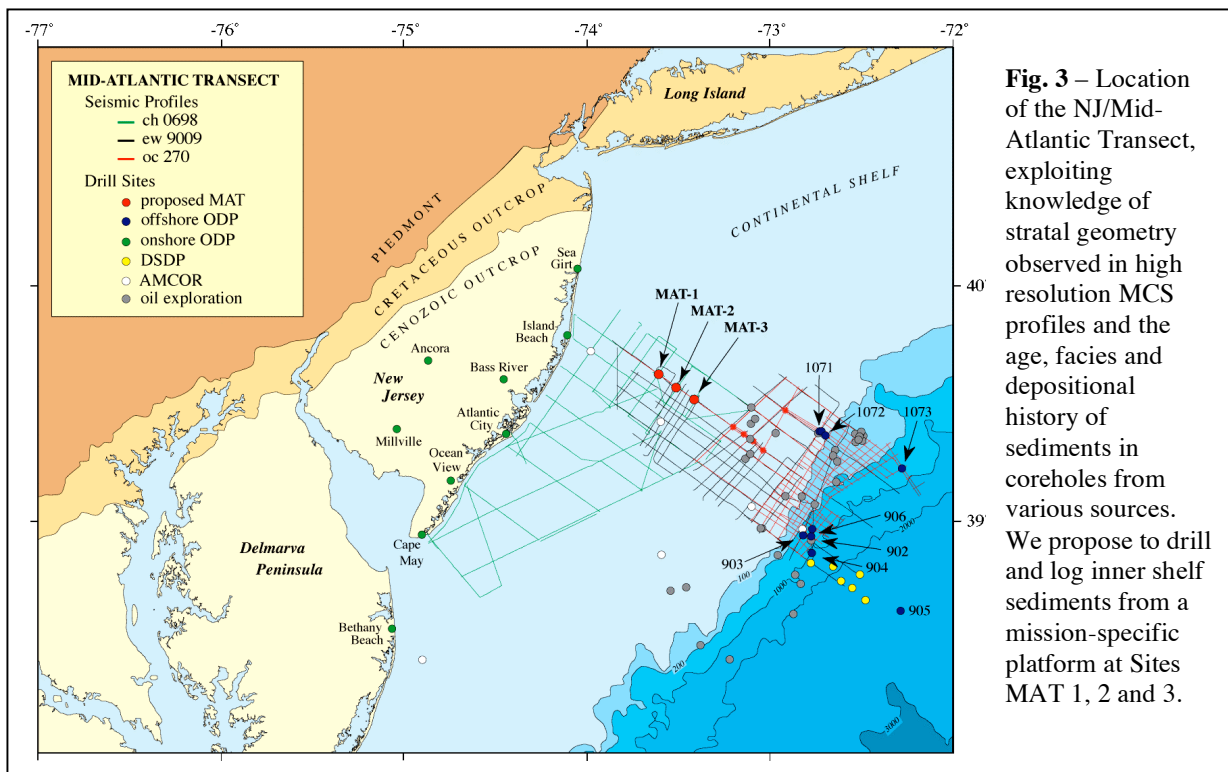 -77
-76
-75
-74
-73
-72
MID-ATLANTIC TRANSECT
Seismic Profiles
ch 0698
ew 9009
oc 270
Drill Sites
proposed MAT
offshore ODP
onshore ODP
DSDP
AMCOR
oil exploration
Long Island
PIEDMONT
CRETACEOUS OUTCROP
CENOZOIC OUTCROP
CONTINENTAL SHELF
Sea
Girt
40°
MAT-1
MAT-2
MAT-3
Island
Beach
Ancora
Bass River
New
Jersey
Atlantic
City
Millville
Ocean
View
1071
1072
1073
Cape
May
39°
906
902
903
904
905
Delmarva
Peninsula
Bethany
Beach
100
200
1000
2000
3000
Fig. 3 – Location
of the NJ/Mid-
Atlantic Transect,
exploiting
knowledge of
stratal geometry
observed in high
resolution MCS
profiles and the
age, facies and
depositional
history of
sediments in
coreholes from
various sources.
We propose to drill
and log inner shelf
sediments from a
mission-specific
platform at Sites
MAT 1, 2 and 3.